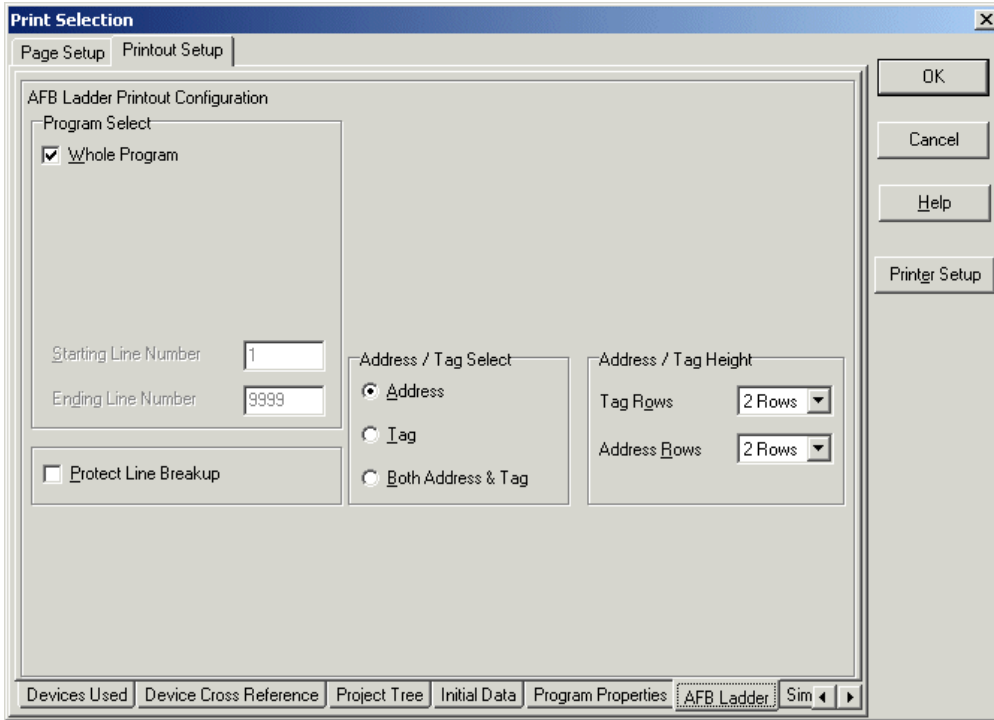 Print Selection
Page Setup Printout Setup
OK
Cancel
Help
Printer Setup
AFB Ladder Printout Configuration
Program Select
Whole Program
Starting Line Number 1
Ending Line Number 9999
Protect Line Breakup
Address / Tag Select
Address
Tag
Both Address & Tag
Address / Tag Height
Tag Rows 2 Rows
Address Rows 2 Rows
Devices Used Device Cross Reference Project Tree Initial Data Program Properties AFB Ladder Sim